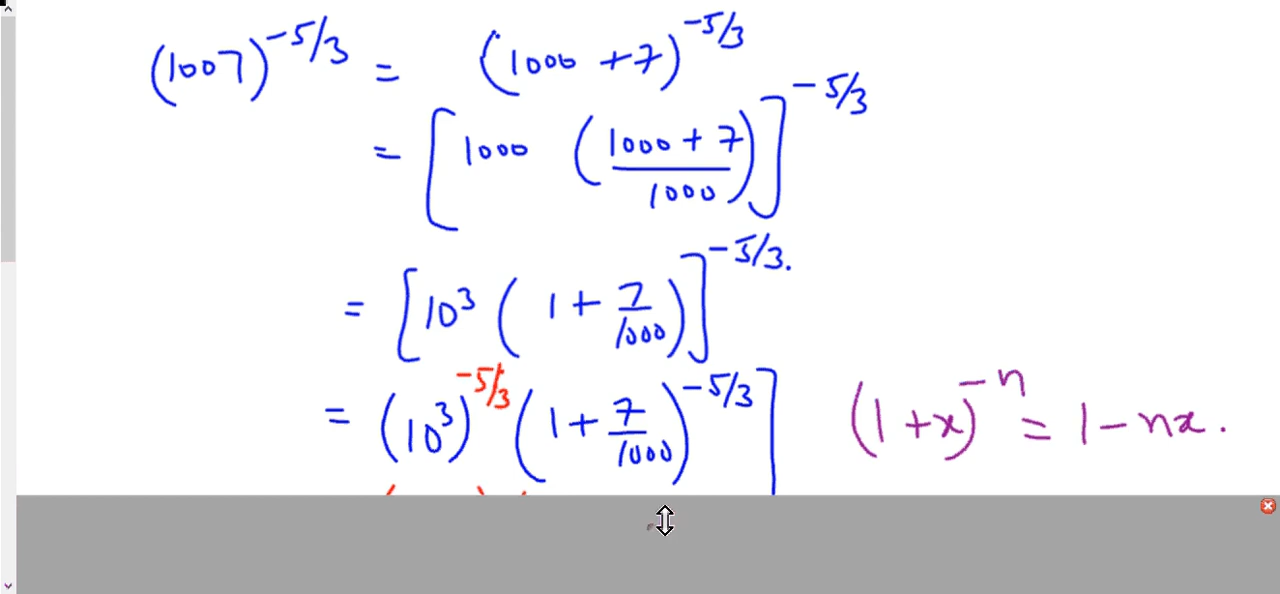 (1007)^{-5/3} = (1000 + 7)^{-5/3}
= [1000 ((1000 + 7)/1000)]^{-5/3}
= [10^3 (1 + 7/1000)]^{-5/3}.
= (10^3)^{-5/3} (1 + 7/1000)^{-5/3}] (1 + x)^{-n} = 1 - nx.